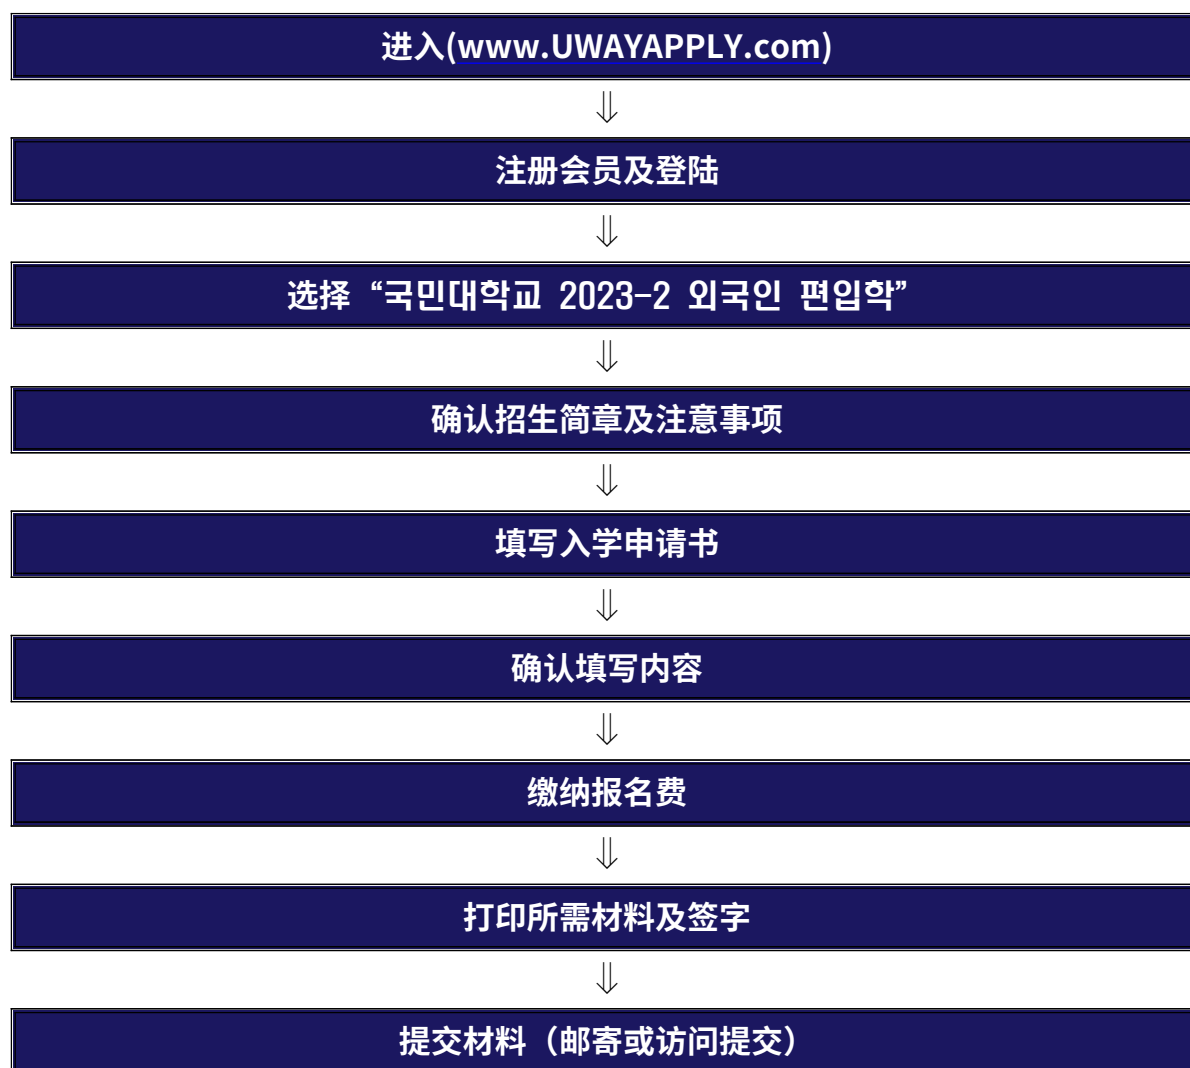 进入(www.UWAYAPPLY.com)
⇓
注册会员及登陆
⇓
选择“국민대학교 2023-2 외국인 편입학”
⇓
确认招生简章及注意事项
⇓
填写入学申请书
⇓
确认填写内容
⇓
缴纳报名费
⇓
打印所需材料及签字
⇓
提交材料（邮寄或访问提交）